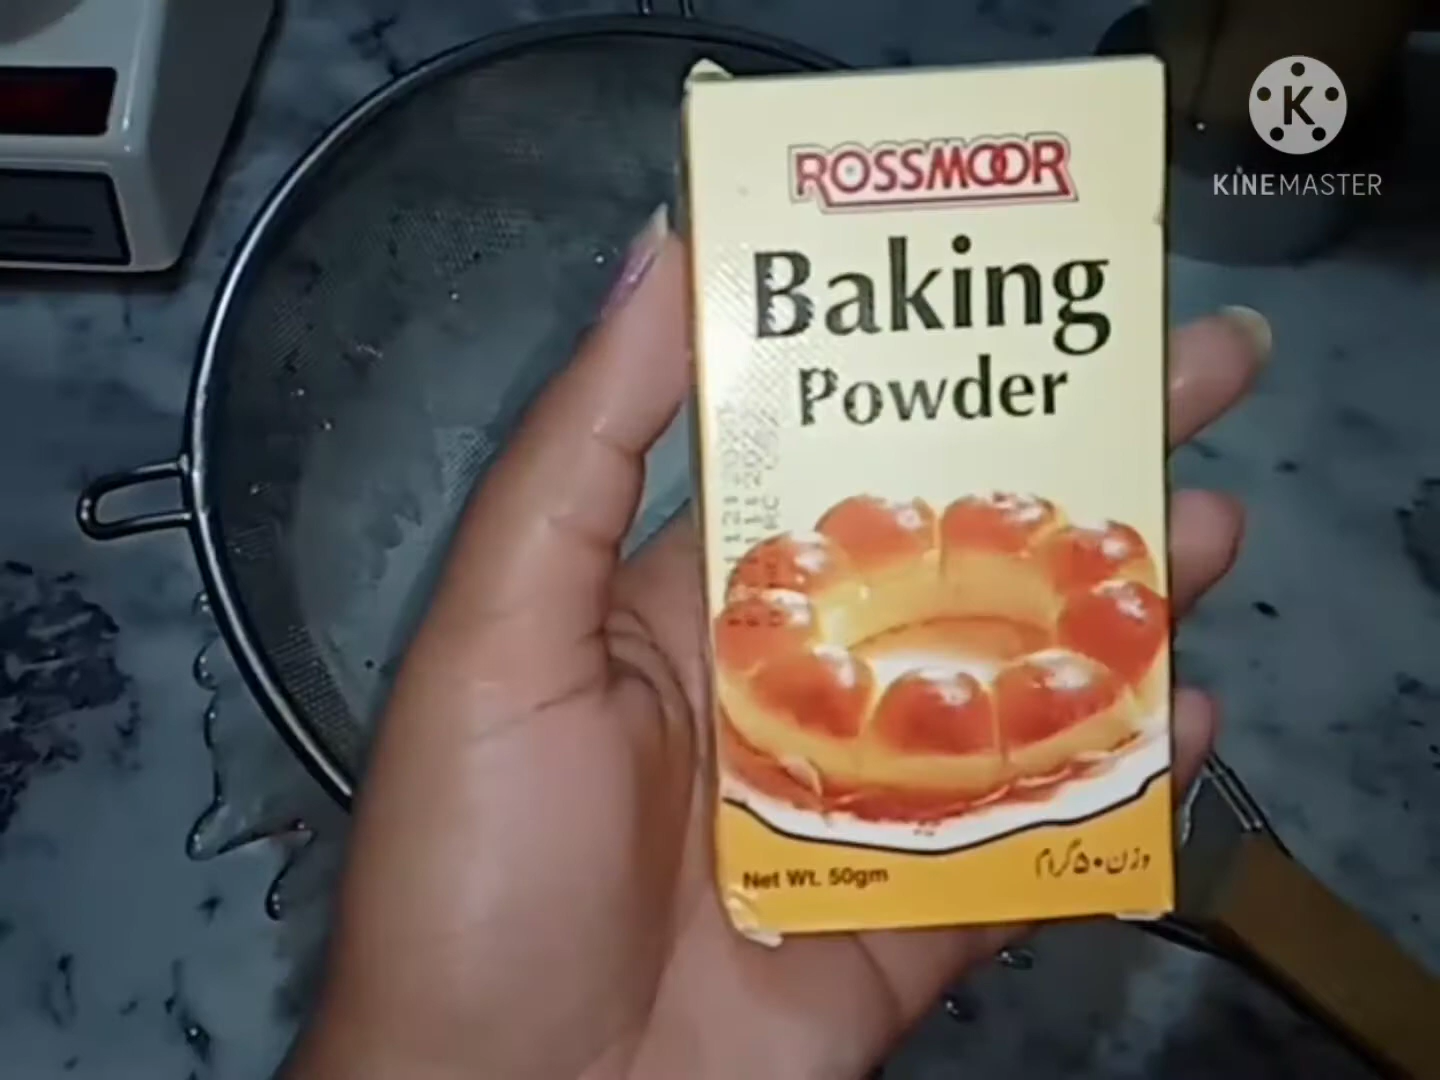 ROSSMOOR
Baking
Powder
Net Wt. 50gm
وزن ۵۰ گرام
K
KINEMASTER